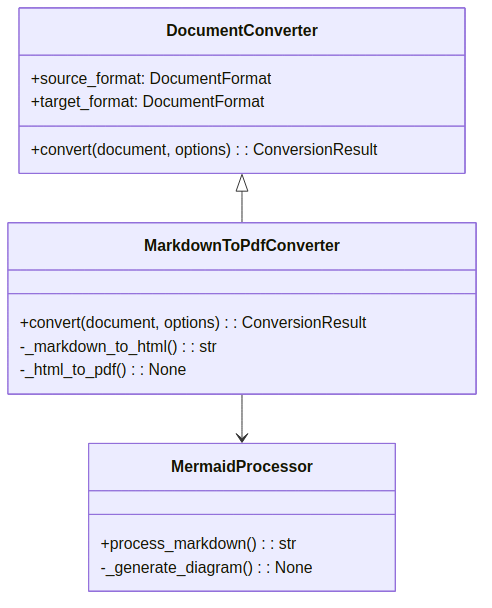 DocumentConverter
+source_format: DocumentFormat
+target_format: DocumentFormat
+convert(document, options) : : ConversionResult
MarkdownToPdfConverter
+convert(document, options) : : ConversionResult
-_markdown_to_html() : : str
-_html_to_pdf() : : None
MermaidProcessor
+process_markdown() : : str
-_generate_diagram() : : None